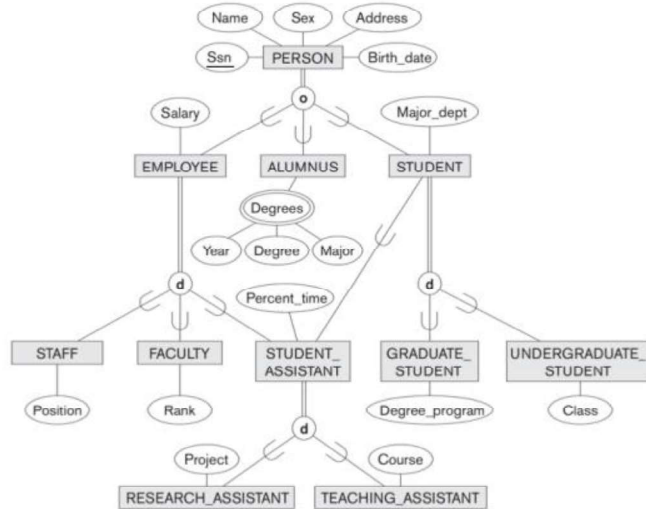 Name
Sex
Address
Ssn
PERSON
Birth_date
o
Salary
Major_dept
EMPLOYEE
ALUMNUS
STUDENT
Degrees
Year
Degree
Major
d
d
Percent_time
STAFF
FACULTY
STUDENT_
ASSISTANT
GRADUATE_
STUDENT
UNDERGRADUATE_
STUDENT
Position
Rank
Degree_program
Class
d
Project
Course
RESEARCH_ASSISTANT
TEACHING_ASSISTANT